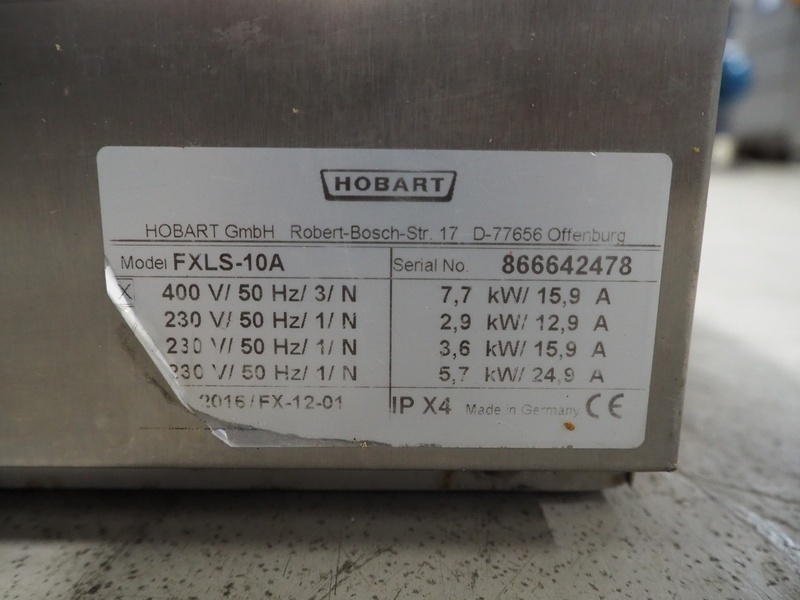 HOBART
HOBART GmbH Robert-Bosch-Str. 17 D-77656 Offenburg
Model FXLS-10A Serial No. 866642478
X 400 V/ 50 Hz/ 3/ N 7,7 kW/ 15,9 A
230 V/ 50 Hz/ 1/ N 2,9 kW/ 12,9 A
230 V/ 50 Hz/ 1/ N 3,6 kW/ 15,9 A
230 V/ 50 Hz/ 1/ N 5,7 kW/ 24,9 A
2016/FX-12-01 IP X4 Made in Germany CE